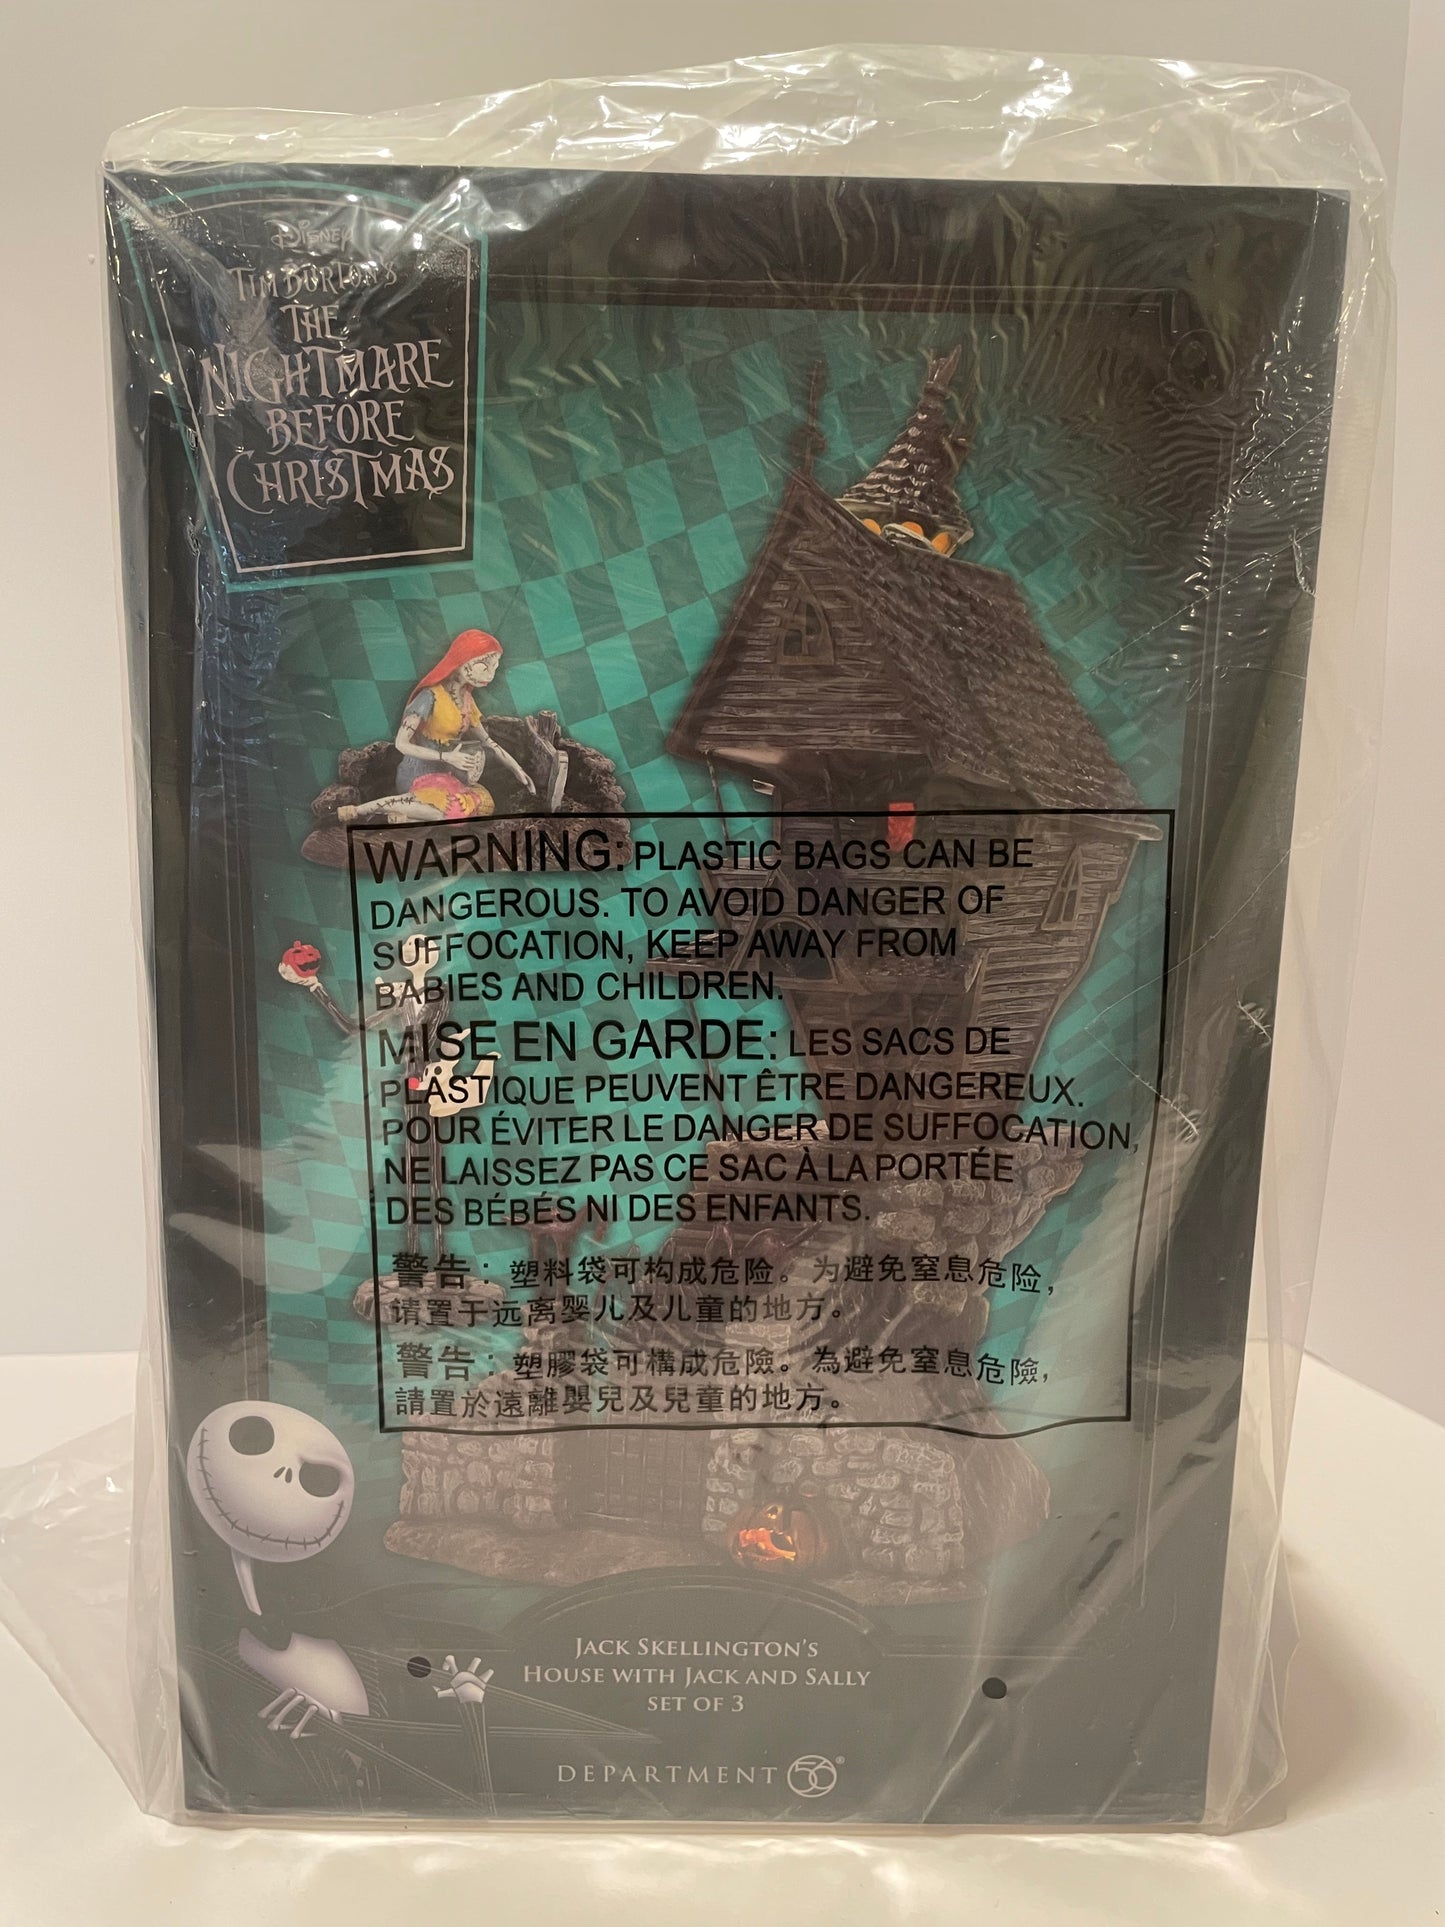 DISNEY
TIM BURTON'S
THE
NIGHTMARE
BEFORE
CHRISTMAS
WARNING: PLASTIC BAGS CAN BE
DANGEROUS. TO AVOID DANGER OF
SUFFOCATION, KEEP AWAY FROM
BABIES AND CHILDREN.
MISE EN GARDE: LES SACS DE
PLASTIQUE PEUVENT ÊTRE DANGEREUX.
POUR ÉVITER LE DANGER DE SUFFOCATION,
NE LAISSEZ PAS CE SAC À LA PORTÉE
DES BÉBÉS NI DES ENFANTS.
警告：塑料袋可构成危险。为避免窒息危险，
请置于远离婴儿及儿童的地方。
警告：塑膠袋可構成危險。為避免窒息危險，
請置於遠離嬰兒及兒童的地方。
JACK SKELLINGTON'S
HOUSE WITH JACK AND SALLY
SET OF 3
DEPARTMENT 56®